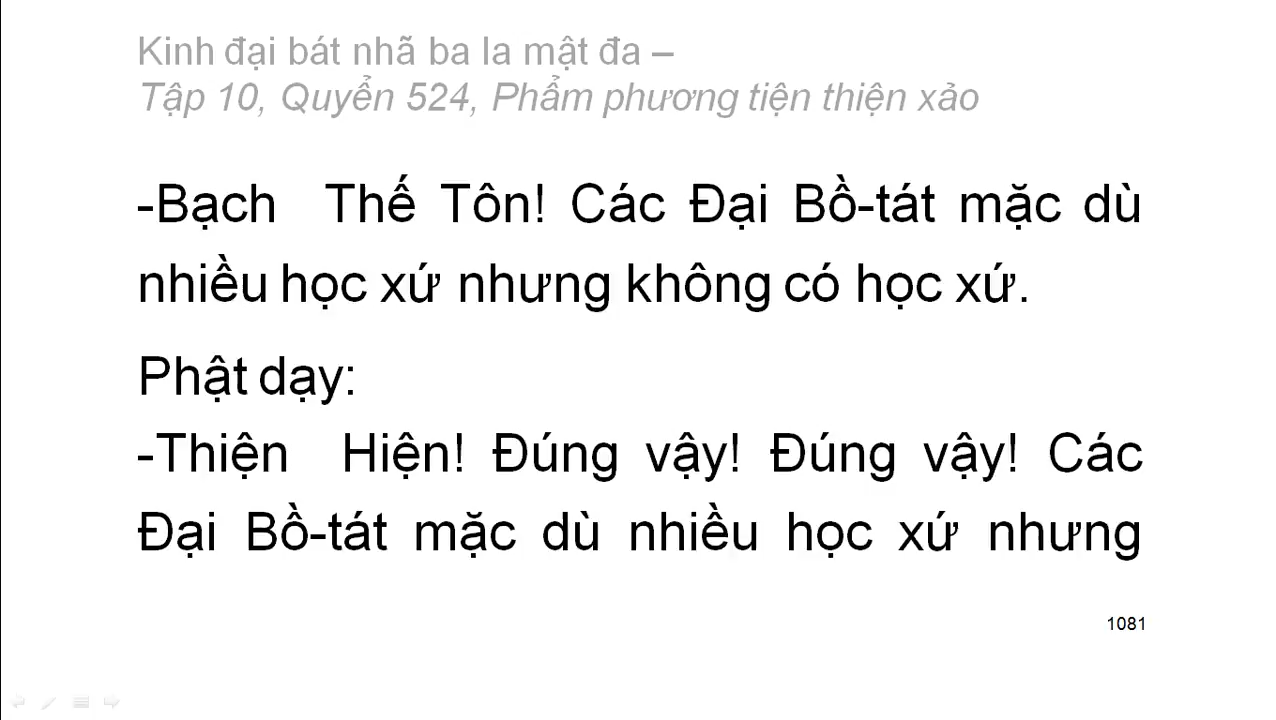 Kinh đại bát nhã ba la mật đa –
Tập 10, Quyển 524, Phẩm phương tiện thiện xảo
-Bạch Thế Tôn! Các Đại Bồ-tát mặc dù
nhiều học xứ nhưng không có học xứ.
Phật dạy:
-Thiện Hiện! Đúng vậy! Đúng vậy! Các
Đại Bồ-tát mặc dù nhiều học xứ nhưng
1081